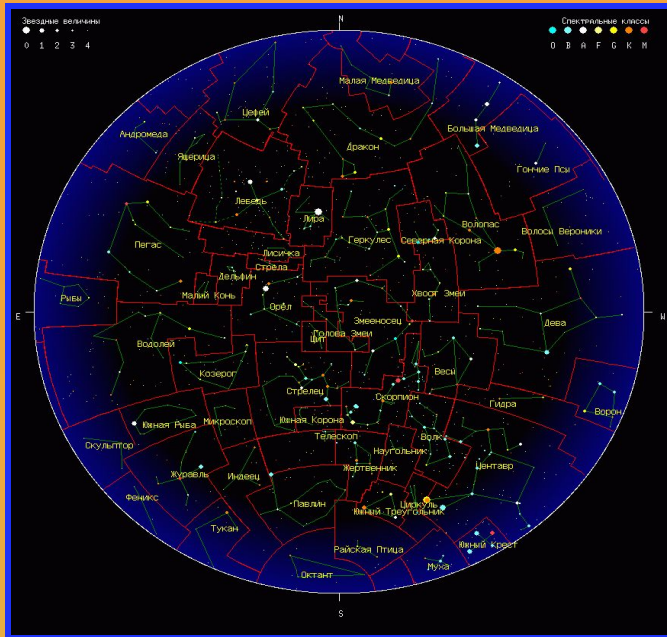 Звездные величины
0 1 2 3 4
Спектральные классы
O B A F G K M
N
Малая Медведица
Цефей
Большая Медведица
Андромеда
Дракон
Ящерица
Гончие Псы
Лебедь
Лира
Волопас
Волосы Вероники
Пегас
Геркулес
Северная Корона
Лисичка
Стрела
Дельфин
Рыбы
Малый Конь
Хвост Змеи
Орёл
E
W
Змееносец
Дева
Голова Змеи
Щит
Водолей
Козерог
Весы
Стрелец
Скорпион
Гидра
Ворон
Южная Рыба
Микроскоп
Южная Корона
Телескоп
Волк
Скульптор
Наугольник
Центавр
Журавль
Индеец
Жертвенник
Феникс
Павлин
Циркуль
Южный Треугольник
Тукан
Райская Птица
Южный Крест
Муха
Октант
S